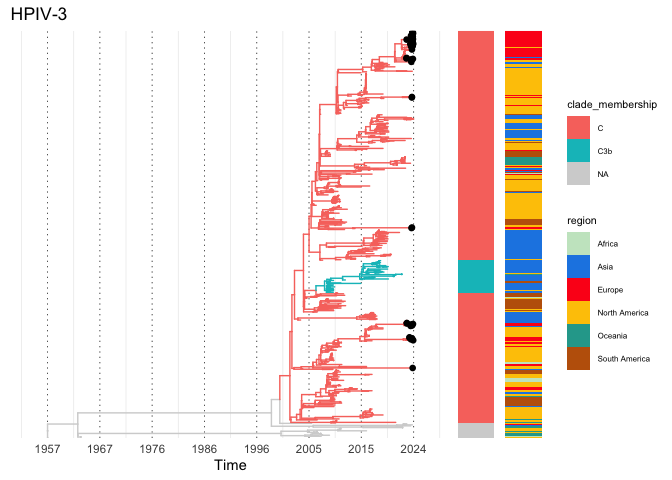 HPIV-3
clade_membership
C
C3b
NA
region
Africa
Asia
Europe
North America
Oceania
South America
1957 1967 1976 1986 1996 2005 2015 2024
Time